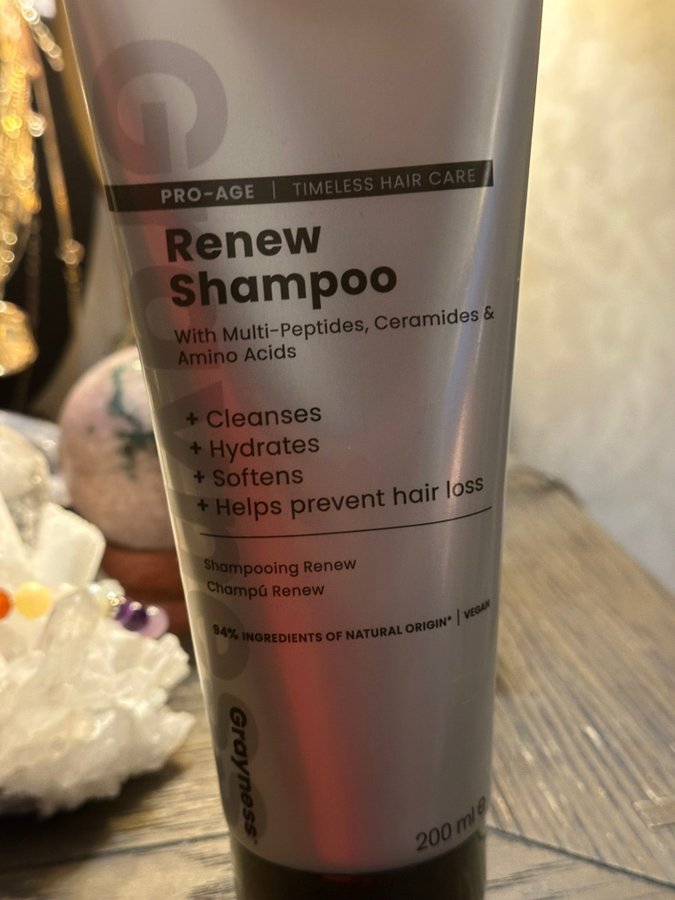 Grayness
PRO-AGE | TIMELESS HAIR CARE
Renew
Shampoo
With Multi-Peptides, Ceramides &
Amino Acids
+ Cleanses
+ Hydrates
+ Softens
+ Helps prevent hair loss
Shampooing Renew
Champú Renew
94% INGREDIENTS OF NATURAL ORIGIN* | VEGAN
Grayness
200 ml ℮